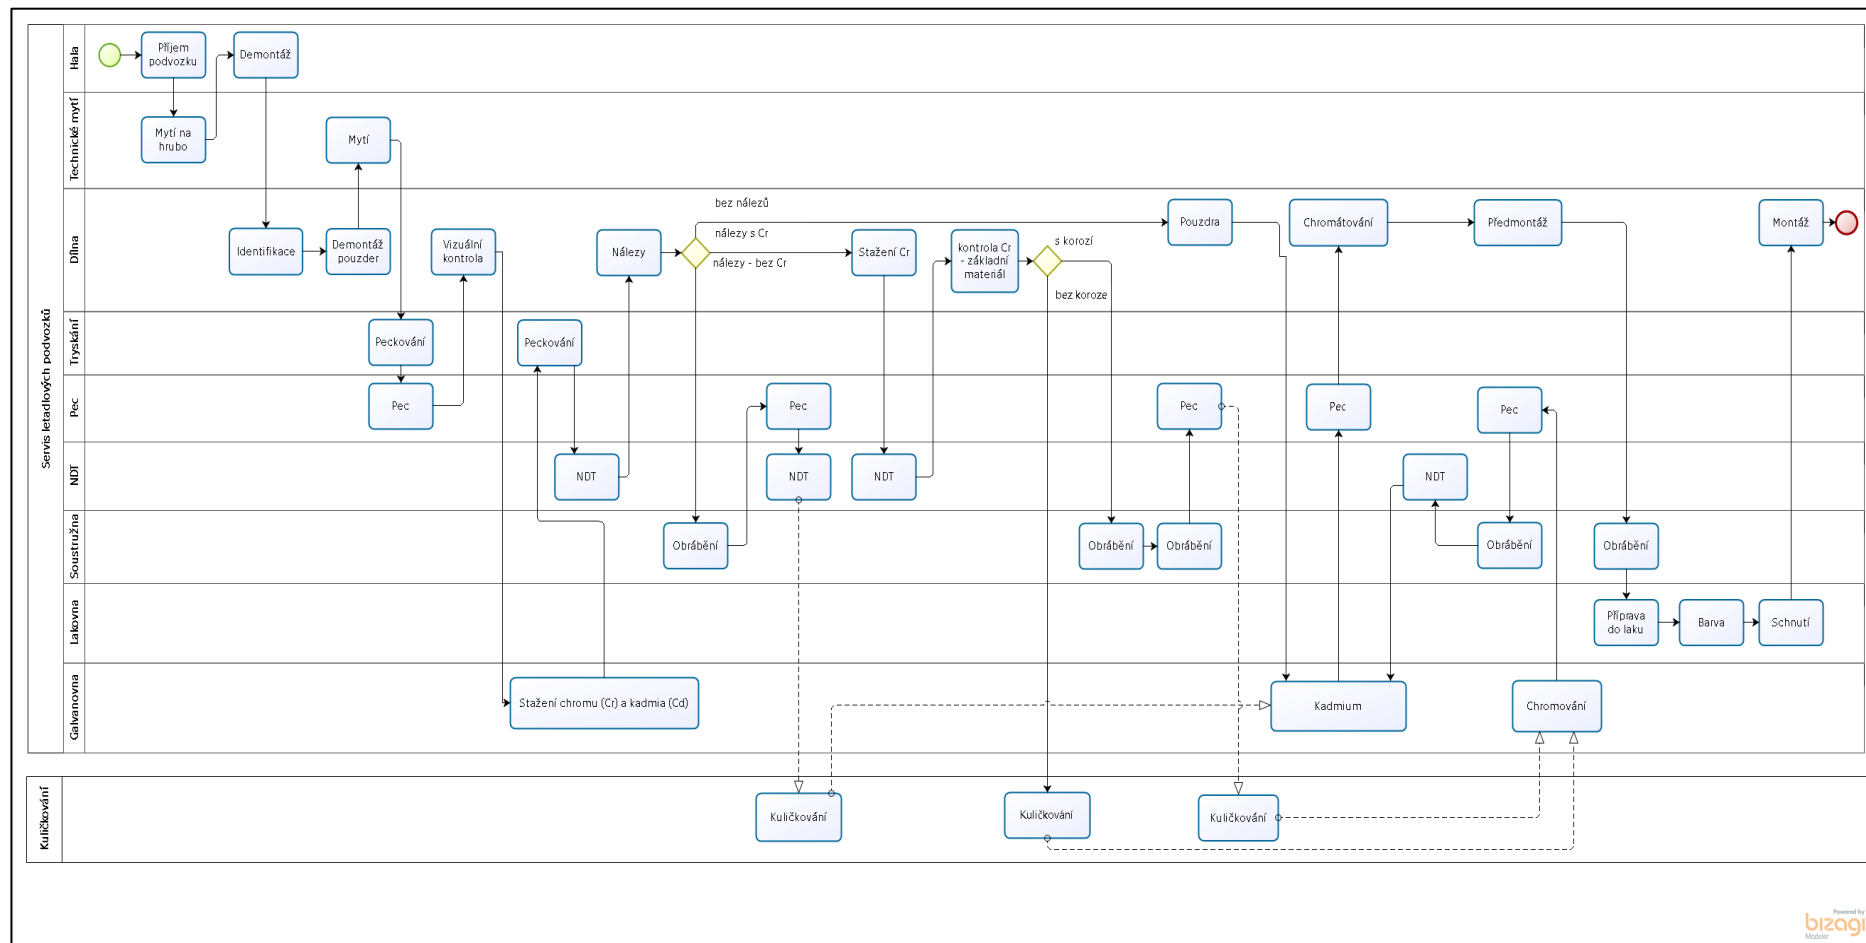 Servis letadlových podvozků
Hala
Příjem
podvozku
Demontáž
Technické mytí
Mytí na
hrubo
Mytí
Dílna
Identifikace
Demontáž
pouzder
Vizuální
kontrola
Nálezy
bez nálezů
nálezy s Cr
nálezy - bez Cr
Stažení Cr
kontrola Cr
- základní
materiál
s korozí
bez koroze
Pouzdra
Chromátování
Předmontáž
Montáž
Tryskání
Peckování
Peckování
Pec
Pec
Pec
Pec
Pec
Pec
NDT
NDT
NDT
NDT
NDT
Soustružna
Obrábění
Obrábění
Obrábění
Obrábění
Obrábění
Lakovna
Příprava
do laku
Barva
Schnutí
Galvanovna
Stažení chromu (Cr) a kadmia (Cd)
Kadmium
Chromování
Kuličkování
Kuličkování
Kuličkování
Kuličkování
Powered by
bizagi
Modeler